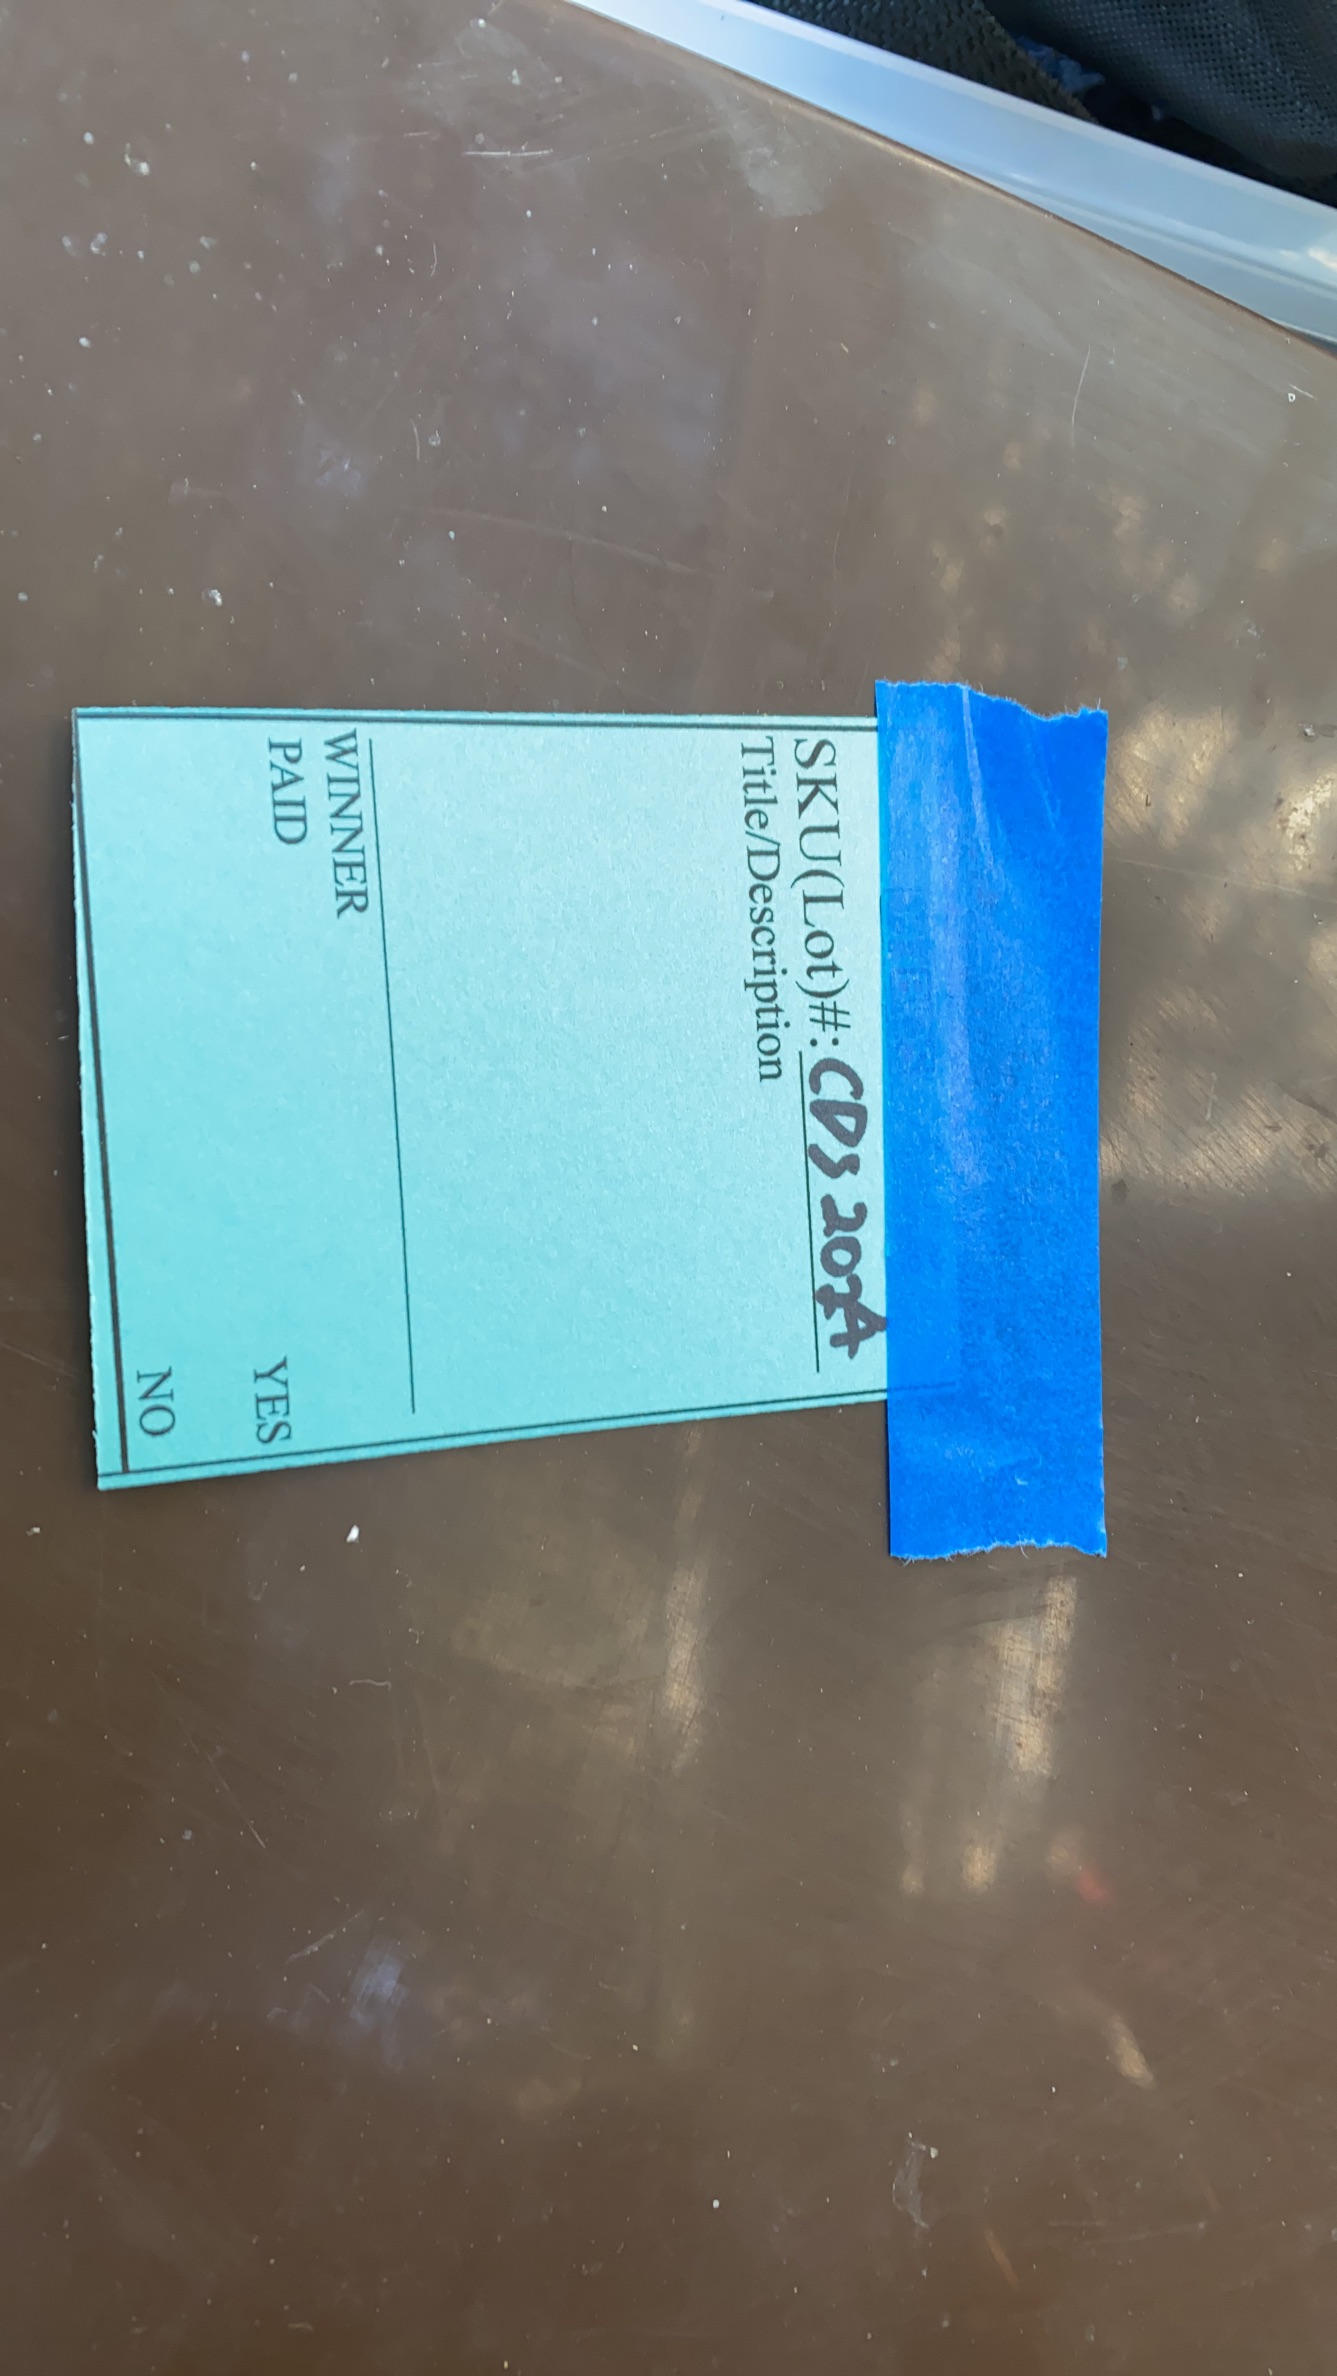 SKU(Lot)#: CDS 207A
Title/Description
WINNER
PAID
YES
NO